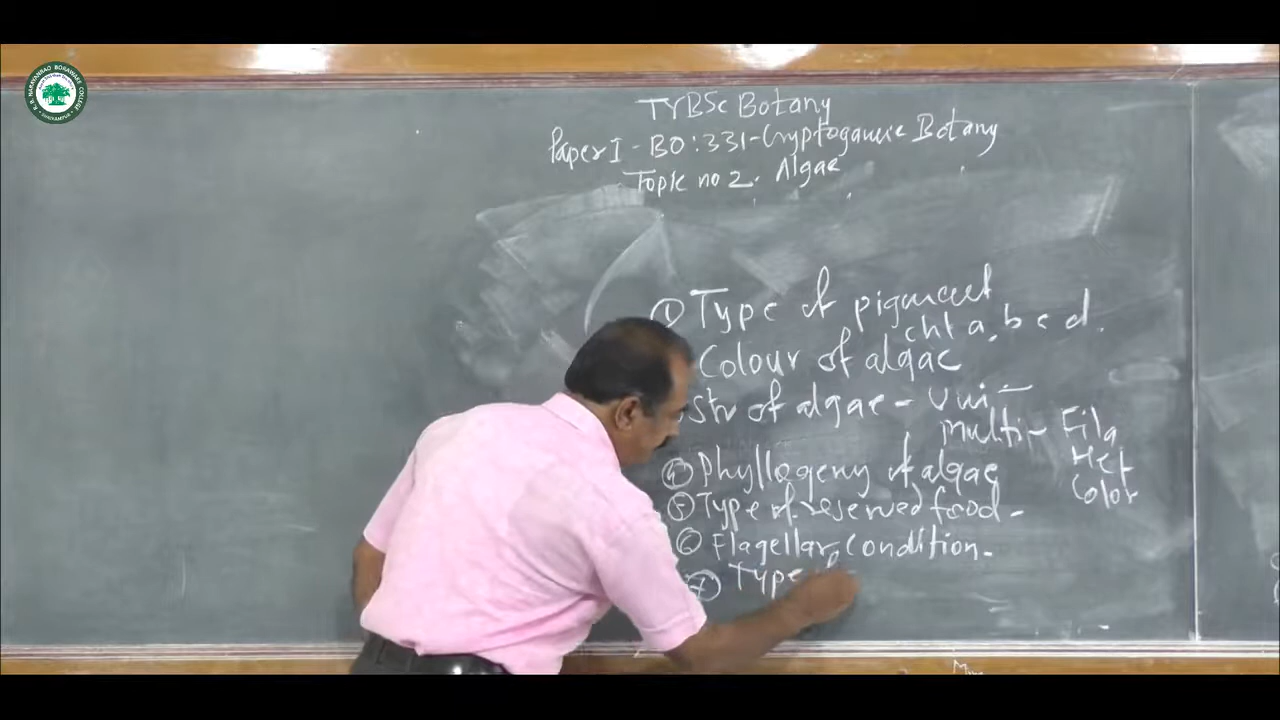 TYBSc Botany
Paper I - BO:331-Cryptogamic Botany
Topic no 2. Algae
① Type of pigment
chl a, b c d.
Colour of algae
Str of algae - Uni-
Multi- Fila
Het
Color
④ Phyllogeny of algae
⑤ Type of reserved food -
⑥ Flagellar condition -
⑦ Type